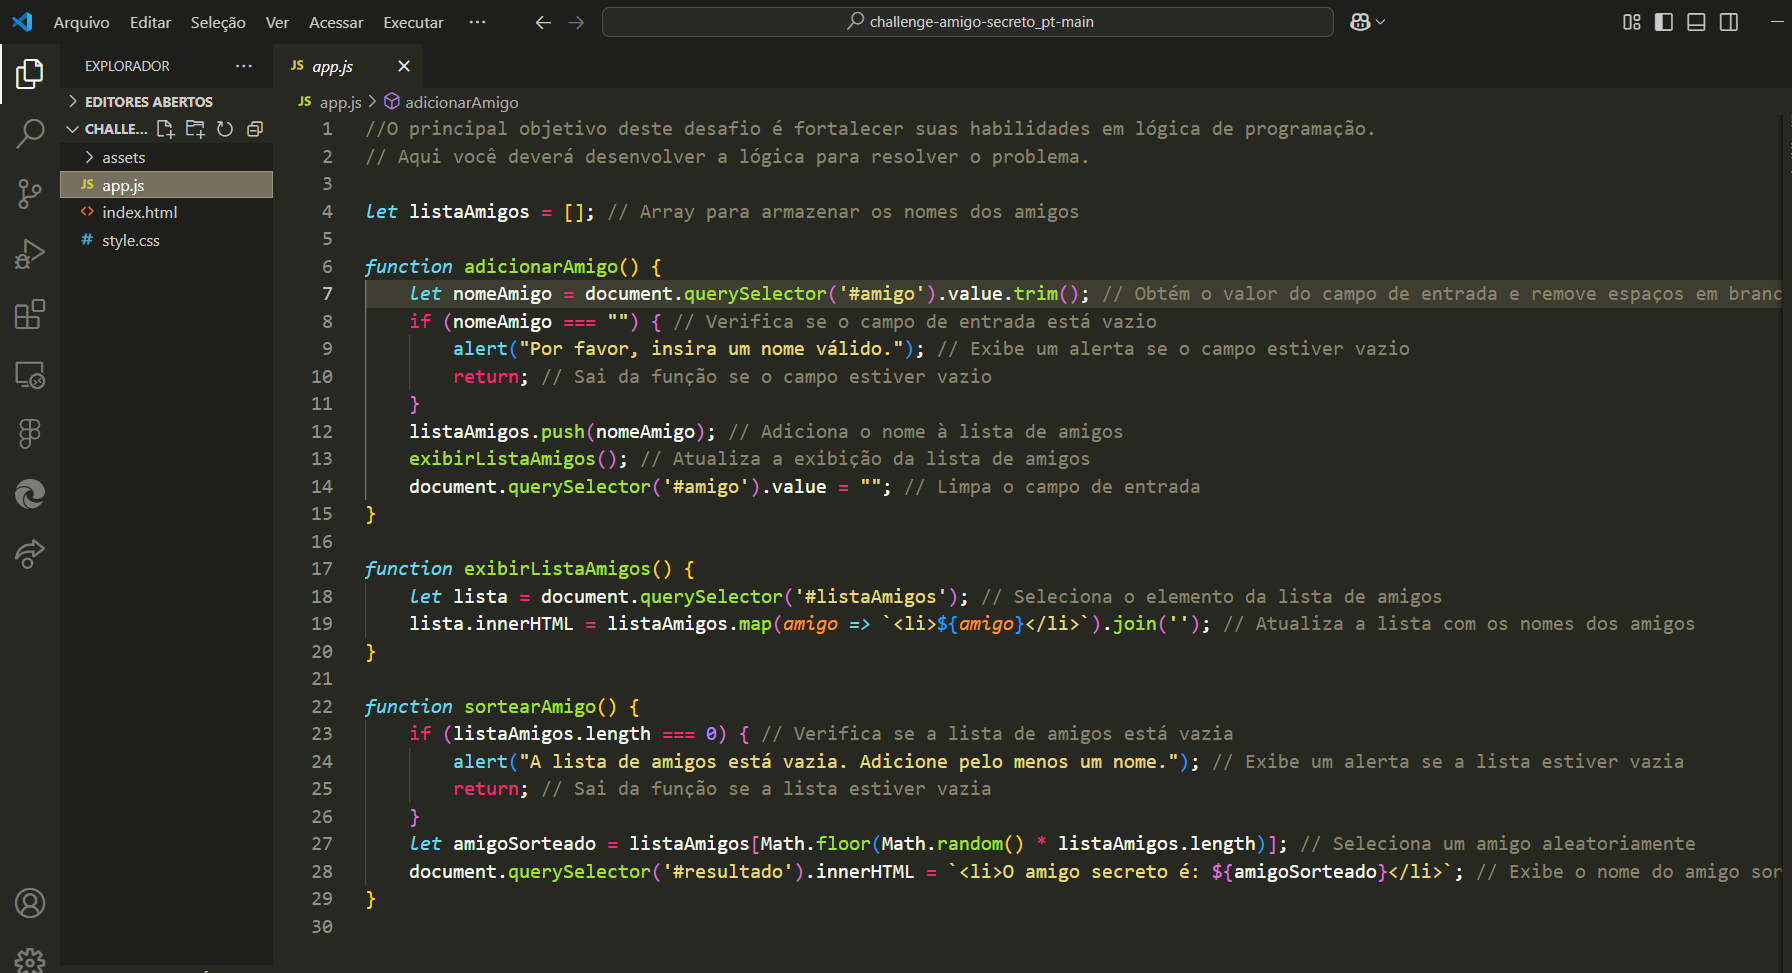 Arquivo Editar Seleção Ver Acessar Executar ··· challenge-amigo-secreto_pt-main
EXPLORADOR ···
EDITORES ABERTOS
CHALLE...
assets
JS app.js
<> index.html
# style.css
JS app.js
JS app.js > adicionarAmigo
1 //O principal objetivo deste desafio é fortalecer suas habilidades em lógica de programação.
2 // Aqui você deverá desenvolver a lógica para resolver o problema.
3
4 let listaAmigos = []; // Array para armazenar os nomes dos amigos
5
6 function adicionarAmigo() {
7 let nomeAmigo = document.querySelector('#amigo').value.trim(); // Obtém o valor do campo de entrada e remove espaços em branc
8 if (nomeAmigo === "") { // Verifica se o campo de entrada está vazio
9 alert("Por favor, insira um nome válido."); // Exibe um alerta se o campo estiver vazio
10 return; // Sai da função se o campo estiver vazio
11 }
12 listaAmigos.push(nomeAmigo); // Adiciona o nome à lista de amigos
13 exibirListaAmigos(); // Atualiza a exibição da lista de amigos
14 document.querySelector('#amigo').value = ""; // Limpa o campo de entrada
15 }
16
17 function exibirListaAmigos() {
18 let lista = document.querySelector('#listaAmigos'); // Seleciona o elemento da lista de amigos
19 lista.innerHTML = listaAmigos.map(amigo => `<li>${amigo}</li>`).join(''); // Atualiza a lista com os nomes dos amigos
20 }
21
22 function sortearAmigo() {
23 if (listaAmigos.length === 0) { // Verifica se a lista de amigos está vazia
24 alert("A lista de amigos está vazia. Adicione pelo menos um nome."); // Exibe um alerta se a lista estiver vazia
25 return; // Sai da função se a lista estiver vazia
26 }
27 let amigoSorteado = listaAmigos[Math.floor(Math.random() * listaAmigos.length)]; // Seleciona um amigo aleatoriamente
28 document.querySelector('#resultado').innerHTML = `<li>O amigo secreto é: ${amigoSorteado}</li>`; // Exibe o nome do amigo sor
29 }
30